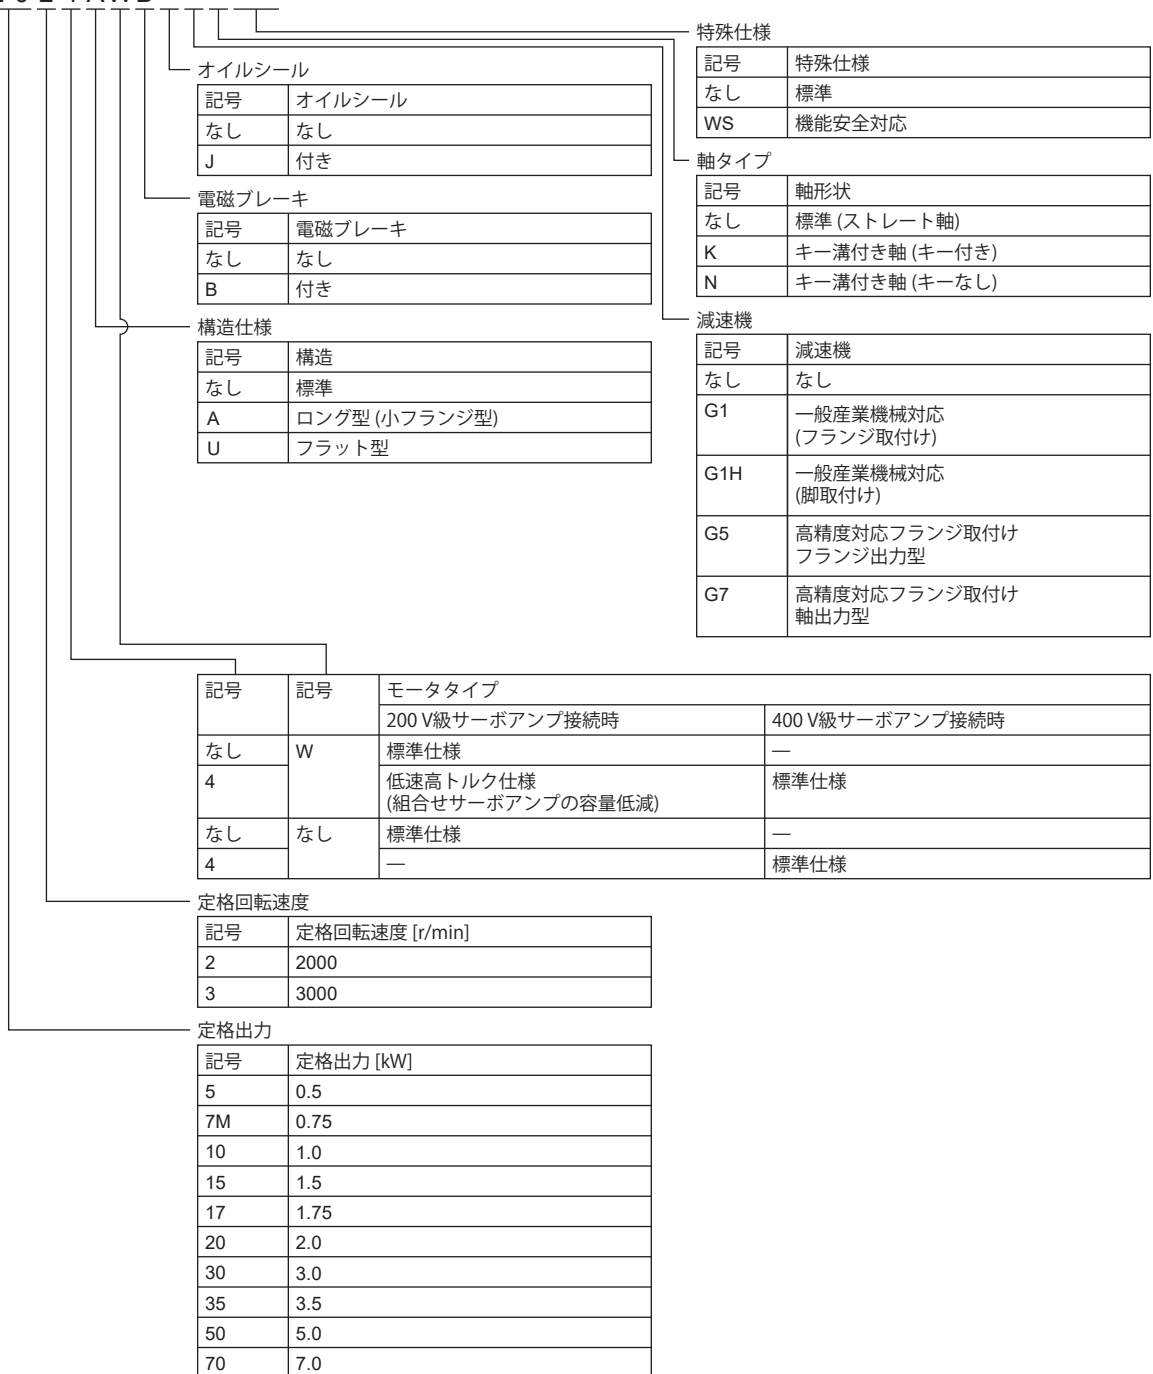 特殊仕様
記号 特殊仕様
なし 標準
WS 機能安全対応
オイルシール
記号 オイルシール
なし なし
J 付き
軸タイプ
記号 軸形状
なし 標準 (ストレート軸)
K キー溝付き軸 (キー付き)
N キー溝付き軸 (キーなし)
電磁ブレーキ
記号 電磁ブレーキ
なし なし
B 付き
構造仕様
記号 構造
なし 標準
A ロング型 (小フランジ型)
U フラット型
減速機
記号 減速機
なし なし
G1 一般産業機械対応
(フランジ取付け)
G1H 一般産業機械対応
(脚取付け)
G5 高精度対応フランジ取付け
フランジ出力型
G7 高精度対応フランジ取付け
軸出力型
記号 記号 モータタイプ
200 V級サーボアンプ接続時 400 V級サーボアンプ接続時
なし W 標準仕様 —
4 低速高トルク仕様 標準仕様
(組合せサーボアンプの容量低減)
なし なし 標準仕様 —
4 — 標準仕様
定格回転速度
記号 定格回転速度 [r/min]
2 2000
3 3000
定格出力
記号 定格出力 [kW]
5 0.5
7M 0.75
10 1.0
15 1.5
17 1.75
20 2.0
30 3.0
35 3.5
50 5.0
70 7.0